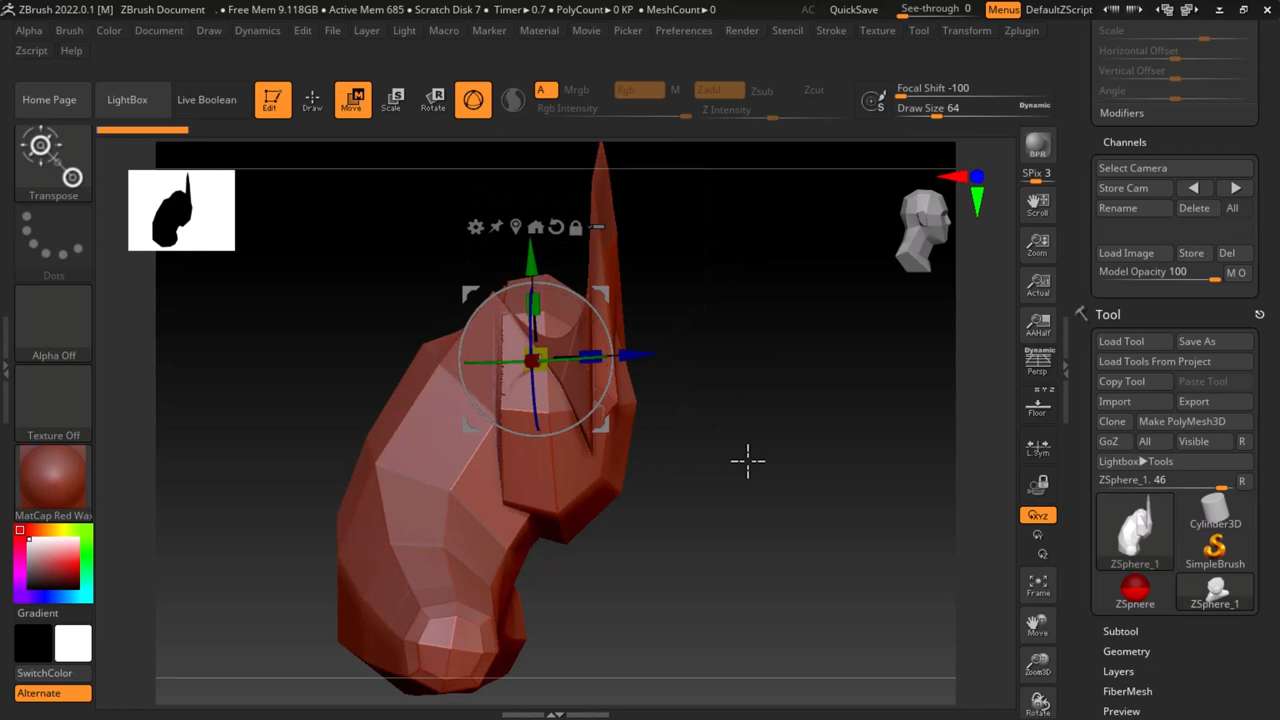 ZBrush 2022.0.1 [M] ZBrush Document • Free Mem 9.118GB • Active Mem 685 • Scratch Disk 7 • Timer▶0.7 • PolyCount▶0 KP • MeshCount▶0 AC QuickSave See-through 0 Menus DefaultZScript
Alpha Brush Color Document Draw Dynamics Edit File Layer Light Macro Marker Material Movie Picker Preferences Render Stencil Stroke Texture Tool Transform Zplugin
Zscript Help
Home Page LightBox Live Boolean
Edit Draw Move Scale Rotate
A Mrgb Rgb M Zadd Zsub Zcut
Rgb Intensity Z Intensity
Focal Shift -100
Draw Size 64 Dynamic
Transpose
Dots
Alpha Off
Texture Off
MatCap Red Wax
Gradient
SwitchColor
Alternate
BPR
SPix 3
Scroll
Zoom
Actual
AAHalf
Dynamic
Persp
X Y Z
Floor
L.Sym
XYZ
Y
Z
Frame
Move
Zoom3D
Rotate
Scale
Horizontal Offset
Vertical Offset
Angle
Modifiers
Channels
Select Camera
Store Cam
Rename Delete All
Load Image Store Del
Model Opacity 100 M O
Tool
Load Tool Save As
Load Tools From Project
Copy Tool Paste Tool
Import Export
Clone Make PolyMesh3D
GoZ All Visible R
Lightbox▶Tools
ZSphere_1. 46 R
ZSphere_1 Cylinder3D
SimpleBrush
ZSphere ZSphere_1
Subtool
Geometry
Layers
FiberMesh
Preview